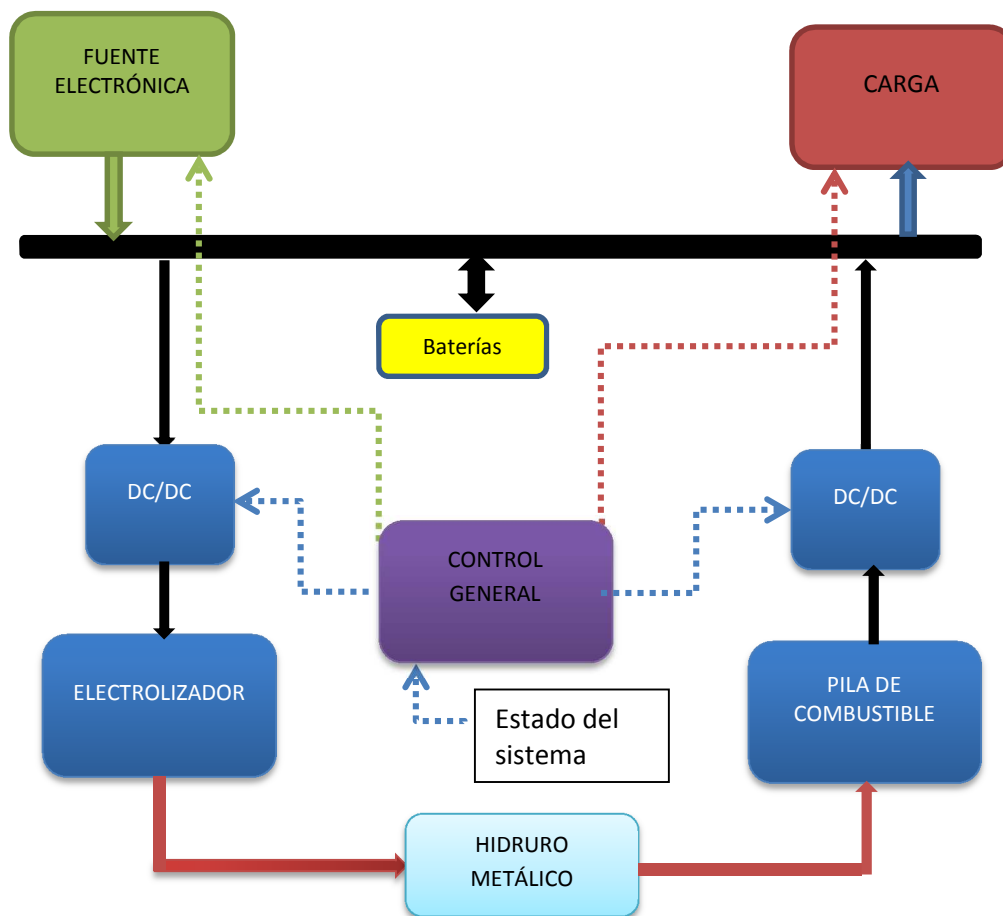 FUENTE
ELECTRÓNICA
CARGA
Baterías
DC/DC
DC/DC
CONTROL
GENERAL
ELECTROLIZADOR
PILA DE
COMBUSTIBLE
Estado del
sistema
HIDRURO
METÁLICO